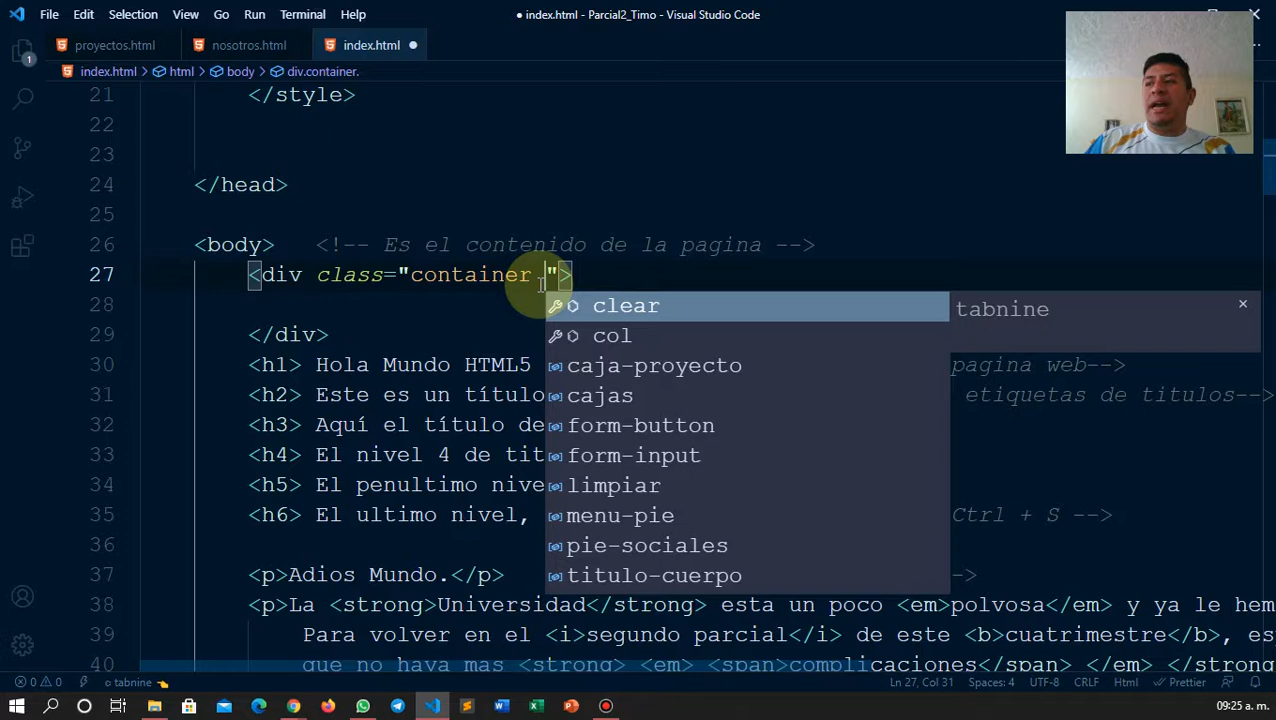 File Edit Selection View Go Run Terminal Help ● index.html - Parcial2_Timo - Visual Studio Code
proyectos.html nosotros.html index.html ●
index.html > html > body > div.container.
21 </style>
22
23
24 </head>
25
26 <body> <!-- Es el contenido de la pagina -->
27 <div class="container ">
28
clear tabnine
col
caja-proyecto
cajas
form-button
form-input
limpiar
menu-pie
pie-sociales
titulo-cuerpo
29 </div>
30 <h1> Hola Mundo HTML5 pagina web-->
31 <h2> Este es un título etiquetas de titulos-->
32 <h3> Aquí el título de
33 <h4> El nivel 4 de tit
34 <h5> El penultimo nive
35 <h6> El ultimo nivel, Ctrl + S -->
36
37 <p>Adios Mundo.</p> ->
38 <p>La <strong>Universidad</strong> esta un poco <em>polvosa</em> y ya le hem
39 Para volver en el <i>segundo parcial</i> de este <b>cuatrimestre</b>, es
40 que no haya mas <strong> <em> <span>complicaciones</span> </em> </strong
0 0 tabnine Ln 27, Col 31 Spaces: 4 UTF-8 CRLF Html Prettier
09:25 a. m.